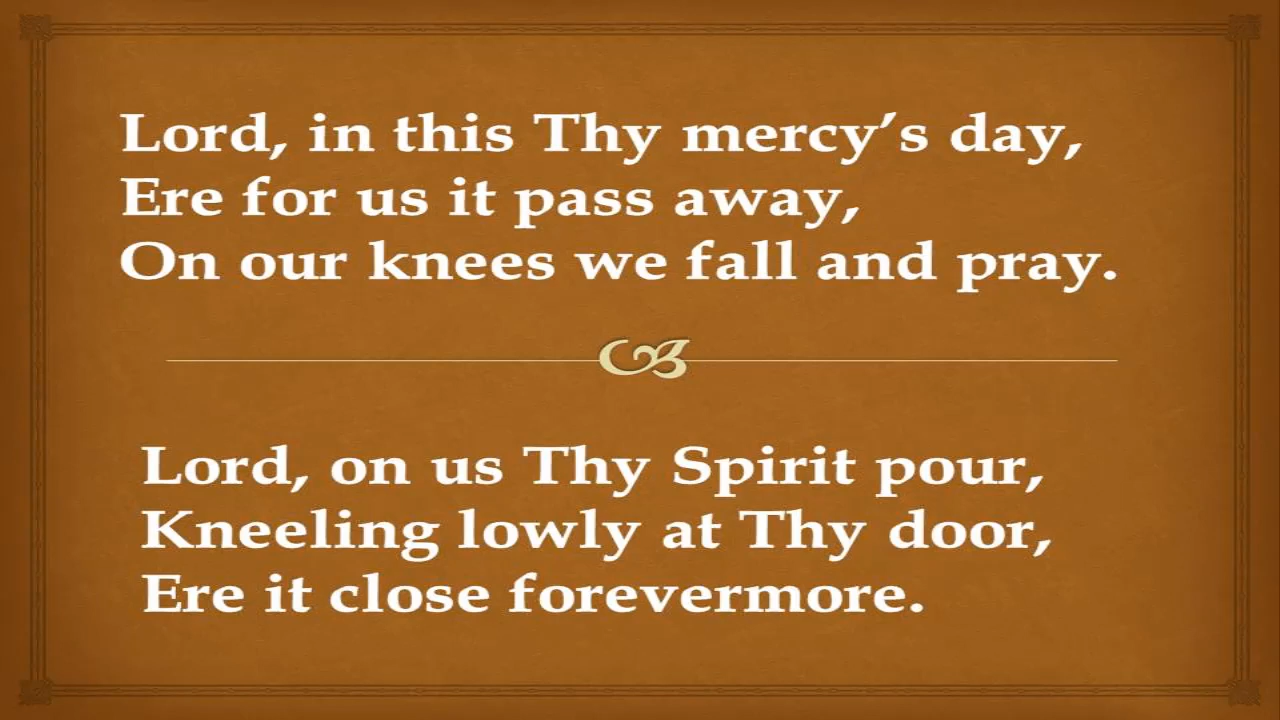 Lord, in this Thy mercy’s day,
Ere for us it pass away,
On our knees we fall and pray.
Lord, on us Thy Spirit pour,
Kneeling lowly at Thy door,
Ere it close forevermore.